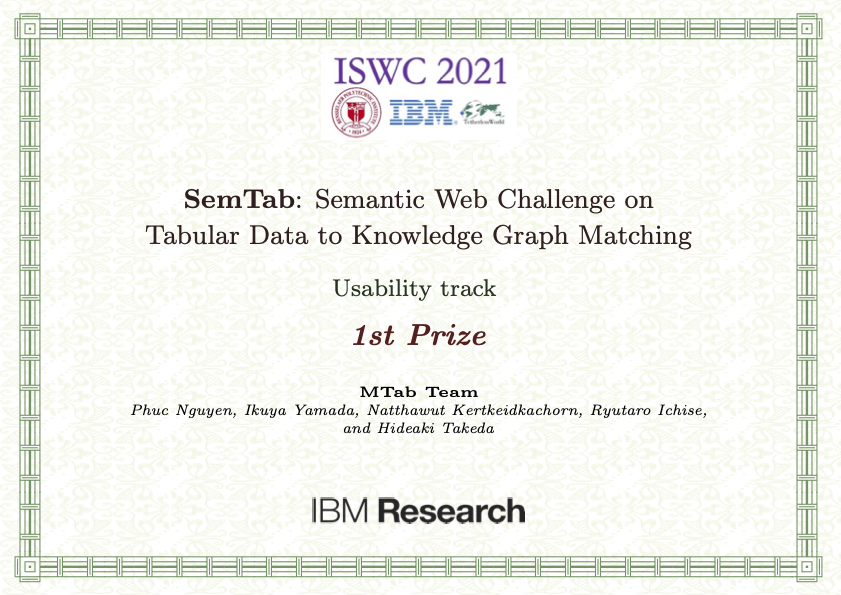 ISWC 2021
IBM
TetherlessWorld
SemTab: Semantic Web Challenge on
Tabular Data to Knowledge Graph Matching
Usability track
1st Prize
MTab Team
Phuc Nguyen, Ikuya Yamada, Natthawut Kertkeidkachorn, Ryutaro Ichise,
and Hideaki Takeda
IBM Research